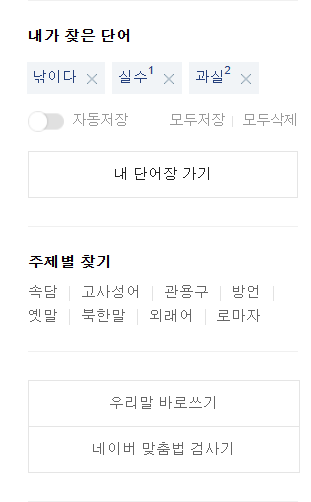 내가 찾은 단어
낚이다 × 실수1 × 과실2 ×
자동저장 모두저장 | 모두삭제
내 단어장 가기
주제별 찾기
속담 | 고사성어 | 관용구 | 방언 |
옛말 | 북한말 | 외래어 | 로마자
우리말 바로쓰기
네이버 맞춤법 검사기